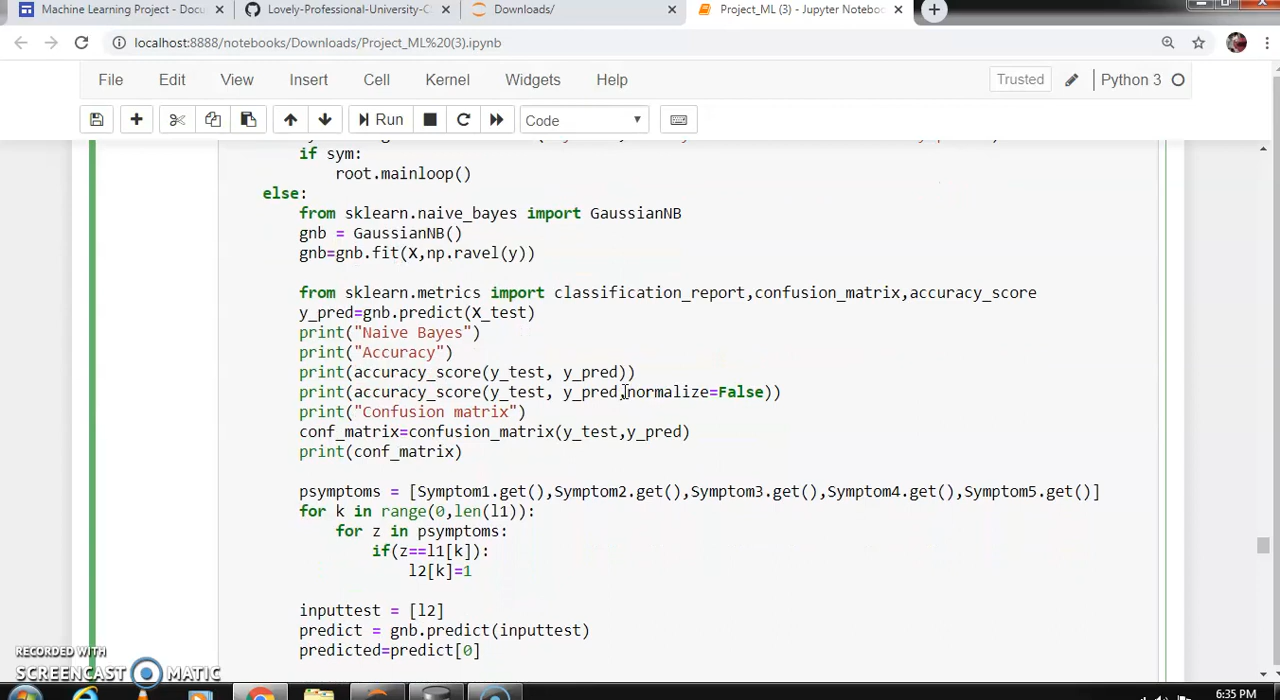 Machine Learning Project - Docu
Lovely-Professional-University-C
Downloads/
Project_ML (3) - Jupyter Noteboo
localhost:8888/notebooks/Downloads/Project_ML%20(3).ipynb
File Edit View Insert Cell Kernel Widgets Help Trusted Python 3
Run Code
if sym:
root.mainloop()
else:
from sklearn.naive_bayes import GaussianNB
gnb = GaussianNB()
gnb=gnb.fit(X,np.ravel(y))
from sklearn.metrics import classification_report,confusion_matrix,accuracy_score
y_pred=gnb.predict(X_test)
print("Naive Bayes")
print("Accuracy")
print(accuracy_score(y_test, y_pred))
print(accuracy_score(y_test, y_pred,normalize=False))
print("Confusion matrix")
conf_matrix=confusion_matrix(y_test,y_pred)
print(conf_matrix)
psymptoms = [Symptom1.get(),Symptom2.get(),Symptom3.get(),Symptom4.get(),Symptom5.get()]
for k in range(0,len(l1)):
for z in psymptoms:
if(z==l1[k]):
l2[k]=1
inputtest = [l2]
predict = gnb.predict(inputtest)
predicted=predict[0]
RECORDED WITH
SCREENCAST MATIC
6:35 PM